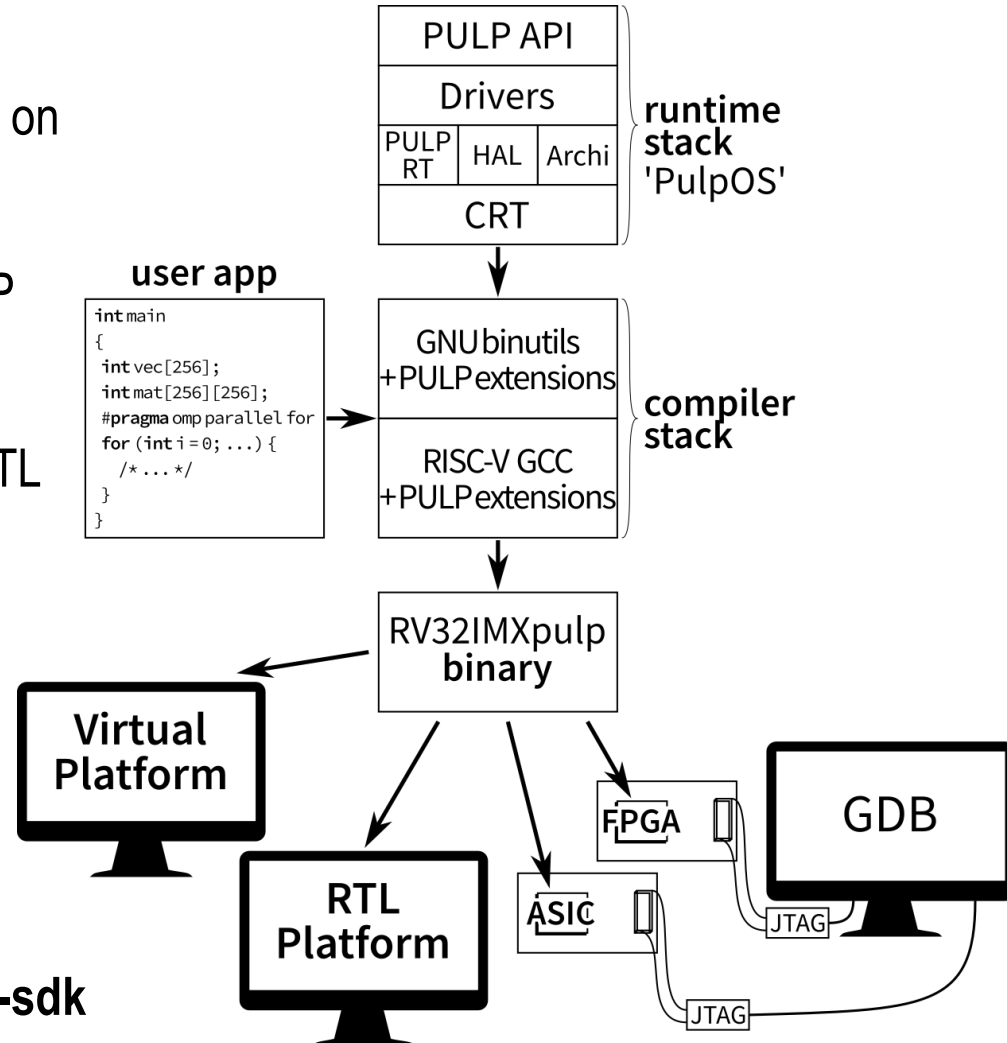 PULP API
on
Drivers
runtime
stack
'PulpOS'
PULP
RT
HAL
Archi
CRT
P
user app
int main
{
int vec[256];
int mat[256][256];
#pragma omp parallel for
for (int i = 0; ...) {
/* ... */
}
}
GNU binutils
+PULP extensions
RISC-V GCC
+PULP extensions
compiler
stack
TL
RV32IMXpulp
binary
Virtual
Platform
RTL
Platform
FPGA
ASIC
GDB
JTAG
JTAG
-sdk